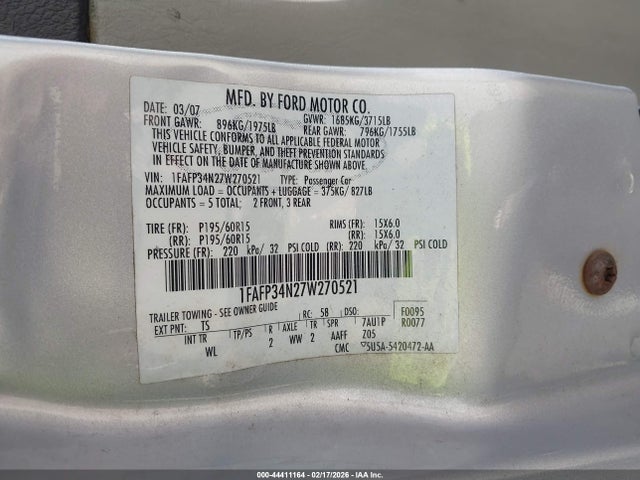 MFD. BY FORD MOTOR CO.
DATE: 03/07
GVWR: 1685KG/3715LB
FRONT GAWR: 896KG/1975LB REAR GAWR: 796KG/1755LB
THIS VEHICLE CONFORMS TO ALL APPLICABLE FEDERAL MOTOR
VEHICLE SAFETY, BUMPER, AND THEFT PREVENTION STANDARDS
IN EFFECT ON THE DATE OF MANUFACTURE SHOWN ABOVE.
VIN: 1FAFP34N27W270521 TYPE: Passenger Car
MAXIMUM LOAD = OCCUPANTS + LUGGAGE = 375KG/ 827LB
OCCUPANTS = 5 TOTAL: 2 FRONT, 3 REAR
TIRE (FR): P195/60R15 RIMS (FR): 15X6.0
(RR): P195/60R15 (RR): 15X6.0
PRESSURE (FR): 220 kPa/ 32 PSI COLD (RR): 220 kPa/ 32 PSI COLD
1FAFP34N27W270521
TRAILER TOWING - SEE OWNER GUIDE
RC: 58 DSO: F0095
EXT PNT: TS R0077
INT TR TP/PS R AXLE TR SPR 7AU1P
WL 2 WW 2 AAFF Z05
CMC 5U5A-5420472-AA
000-44411164 - 02/17/2026 - IAA Inc.